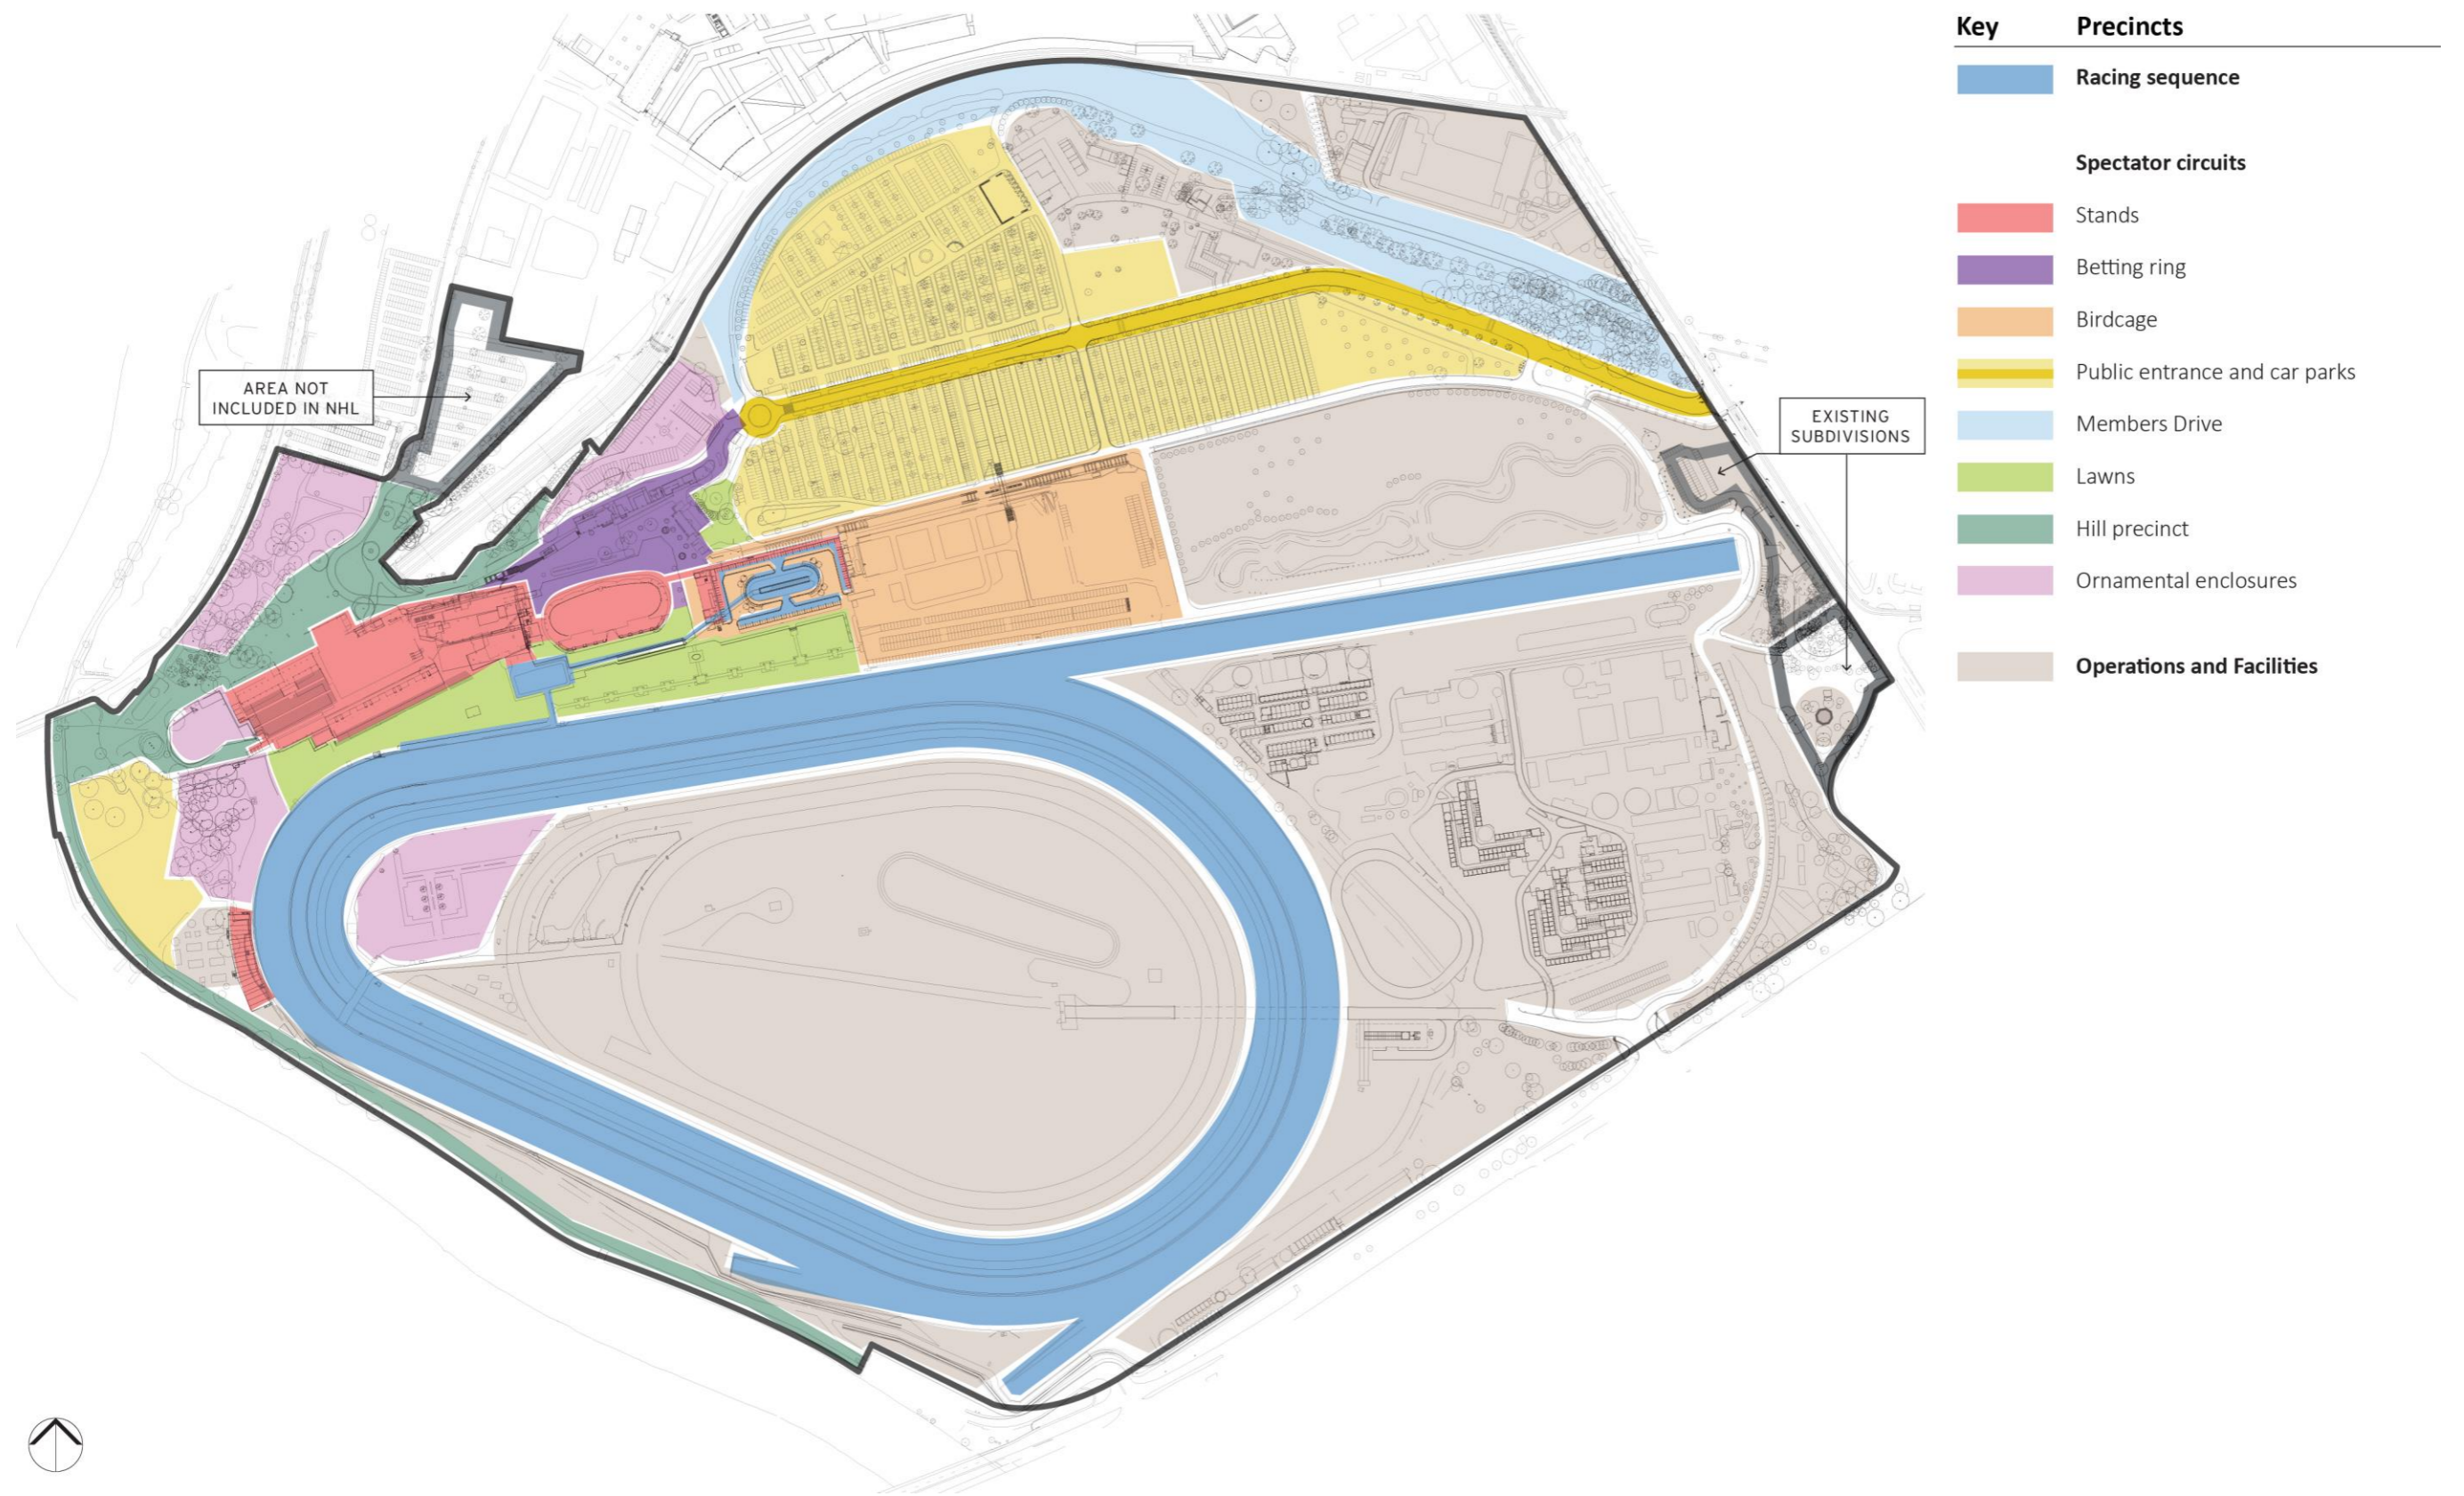 Key Precincts
Racing sequence
Spectator circuits
Stands
Betting ring
Birdcage
Public entrance and car parks
Members Drive
Lawns
Hill precinct
Ornamental enclosures
Operations and Facilities
AREA NOT
INCLUDED IN NHL
EXISTING
SUBDIVISIONS